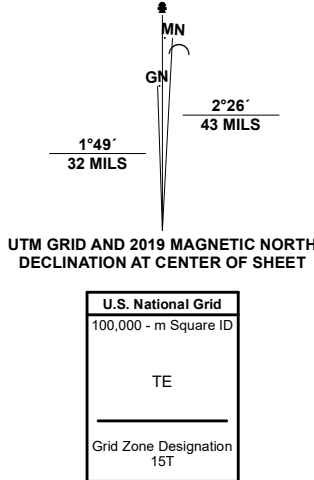 MN
GN
2°26´
43 MILS
1°49´
32 MILS
UTM GRID AND 2019 MAGNETIC NORTH
DECLINATION AT CENTER OF SHEET
U.S. National Grid
100,000 - m Square ID
TE
Grid Zone Designation
15T